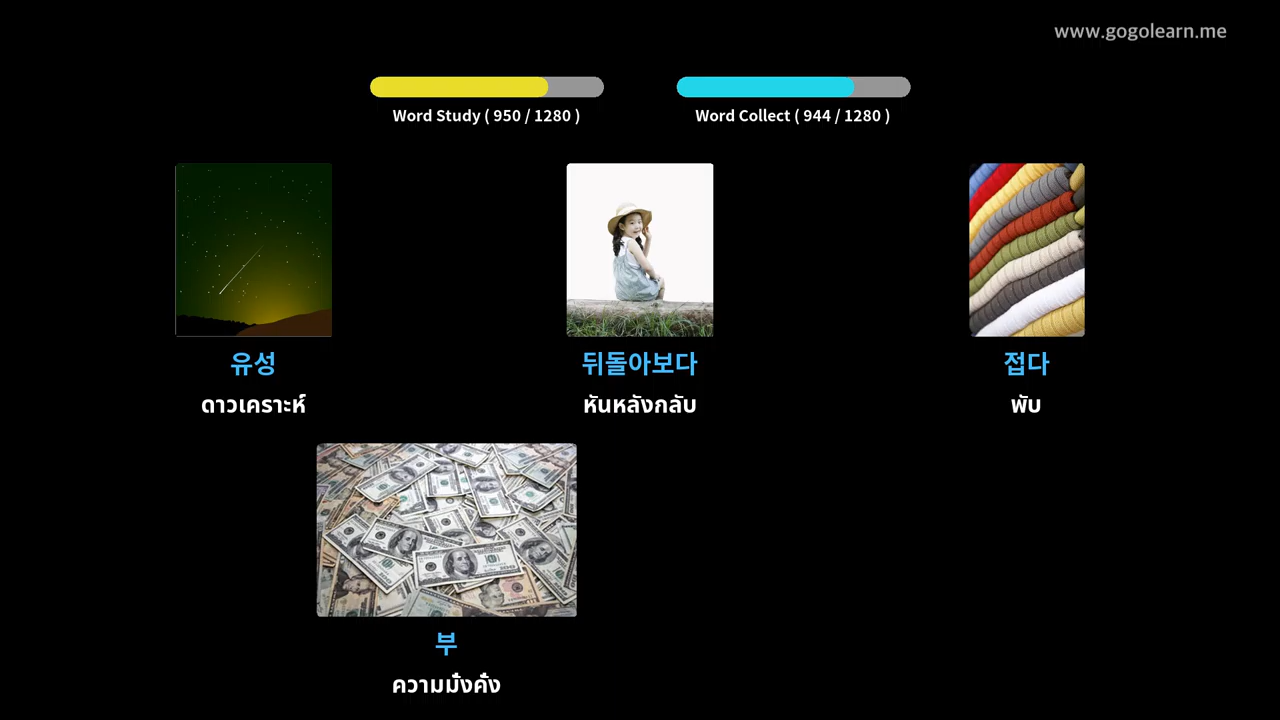 www.gogolearn.me
Word Study ( 950 / 1280 )
Word Collect ( 944 / 1280 )
유성
ดาวเคราะห์
뒤돌아보다
หันหลังกลับ
접다
พับ
부
ความมั่งคั่ง